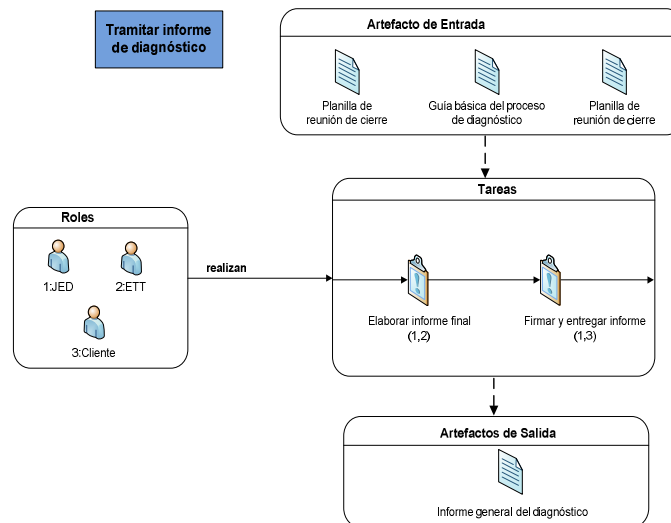 Tramitar informe
de diagnóstico
Artefacto de Entrada
Planilla de
reunión de cierre
Guía básica del proceso
de diagnóstico
Planilla de
reunión de cierre
Tareas
Roles
1:JED
2:ETT
3:Cliente
realizan
Elaborar informe final
(1,2)
Firmar y entregar informe
(1,3)
Artefactos de Salida
Informe general del diagnóstico